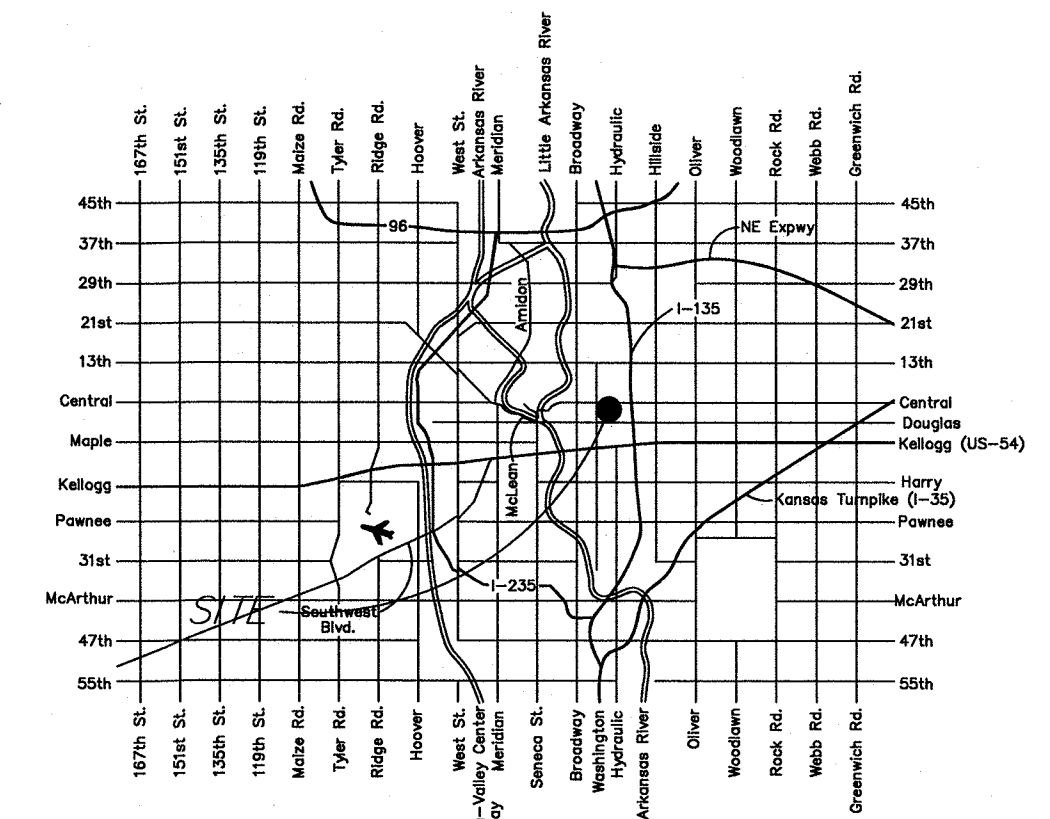 167th St.
151st St.
135th St.
119th St.
Maize Rd.
Tyler Rd.
Ridge Rd.
Hoover
West St.
Arkansas River
Meridian
Little Arkansas River
Broadway
Hydraulic
Hillside
Oliver
Woodlawn
Rock Rd.
Webb Rd.
Greenwich Rd.
45th
45th
96
NE Expwy
37th
37th
29th
29th
Amidon
I-135
21st
21st
13th
13th
Central
Central
Douglas
Maple
Kellogg (US-54)
McLean
Kellogg
Harry
Kansas Turnpike (I-35)
Pawnee
Pawnee
31st
31st
I-235
McArthur
McArthur
SITE
Southwest
Blvd.
47th
47th
55th
55th
167th St.
151st St.
135th St.
119th St.
Maize Rd.
Tyler Rd.
Ridge Rd.
Hoover
West St.
-Valley Center
ay
Meridian
Seneca St.
Broadway
Washington
Hydraulic
Arkansas River
Oliver
Woodlawn
Rock Rd.
Webb Rd.
Greenwich Rd.